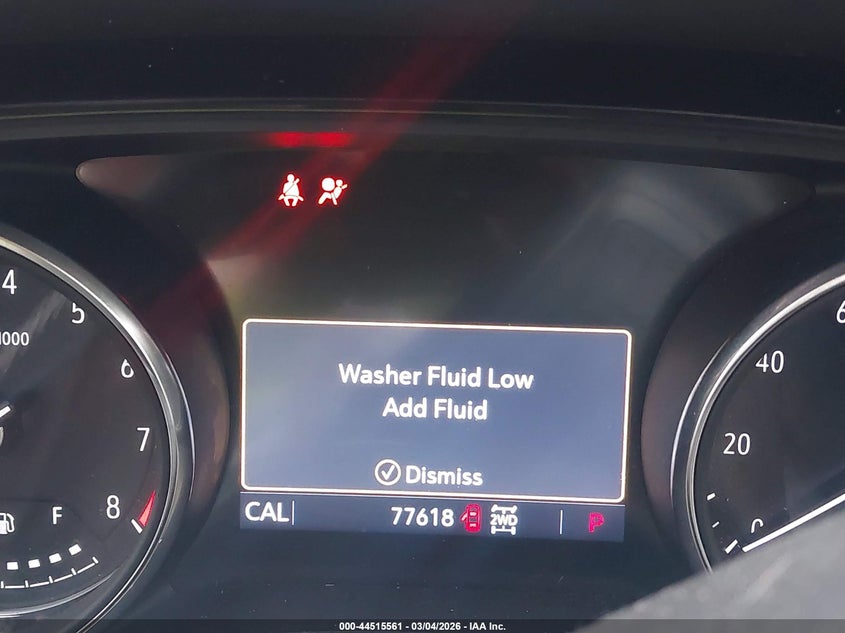 4
5
6
7
8
1000
F
Washer Fluid Low
Add Fluid
Dismiss
CAL
77618
2WD
P
40
20
0
000-44515561 - 03/04/2026 - IAA Inc.